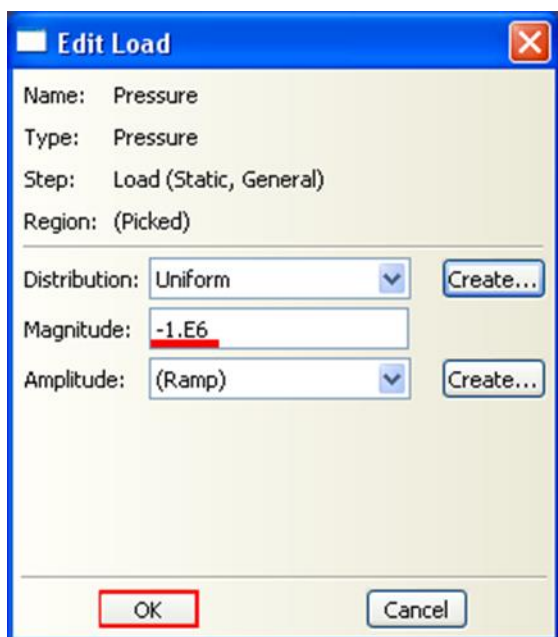 Edit Load
Name: Pressure
Type: Pressure
Step: Load (Static, General)
Region: (Picked)
Distribution: Uniform Create...
Magnitude: -1.E6
Amplitude: (Ramp) Create...
OK Cancel